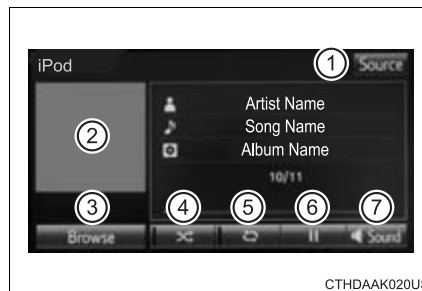 iPod
1
Source
2
Artist Name
Song Name
Album Name
10/11
3
4
5
6
7
Browse
Sound
CTHDAAK020US